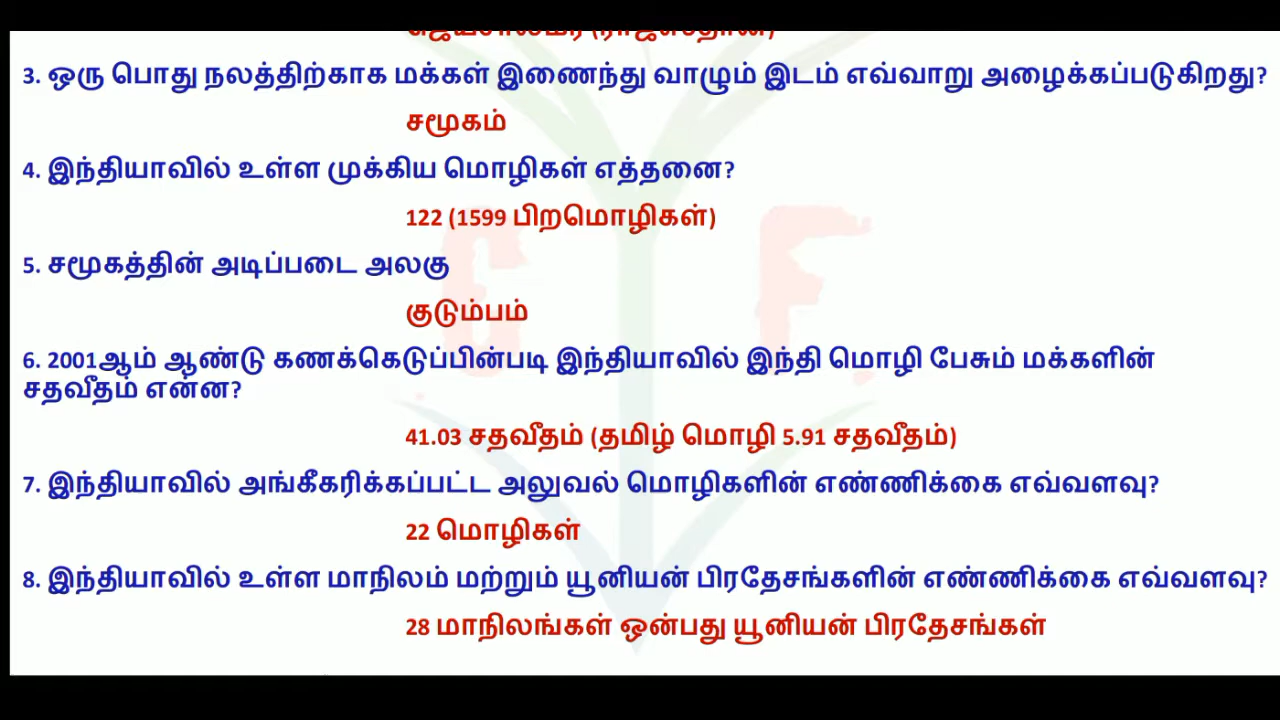 ஜெய்சால்மர் (ராஜஸ்தான்)
3. ஒரு பொது நலத்திற்காக மக்கள் இணைந்து வாழும் இடம் எவ்வாறு அழைக்கப்படுகிறது?
சமூகம்
4. இந்தியாவில் உள்ள முக்கிய மொழிகள் எத்தனை?
122 (1599 பிறமொழிகள்)
5. சமூகத்தின் அடிப்படை அலகு
குடும்பம்
6. 2001ஆம் ஆண்டு கணக்கெடுப்பின்படி இந்தியாவில் இந்தி மொழி பேசும் மக்களின்
சதவீதம் என்ன?
41.03 சதவீதம் (தமிழ் மொழி 5.91 சதவீதம்)
7. இந்தியாவில் அங்கீகரிக்கப்பட்ட அலுவல் மொழிகளின் எண்ணிக்கை எவ்வளவு?
22 மொழிகள்
8. இந்தியாவில் உள்ள மாநிலம் மற்றும் யூனியன் பிரதேசங்களின் எண்ணிக்கை எவ்வளவு?
28 மாநிலங்கள் ஒன்பது யூனியன் பிரதேசங்கள்